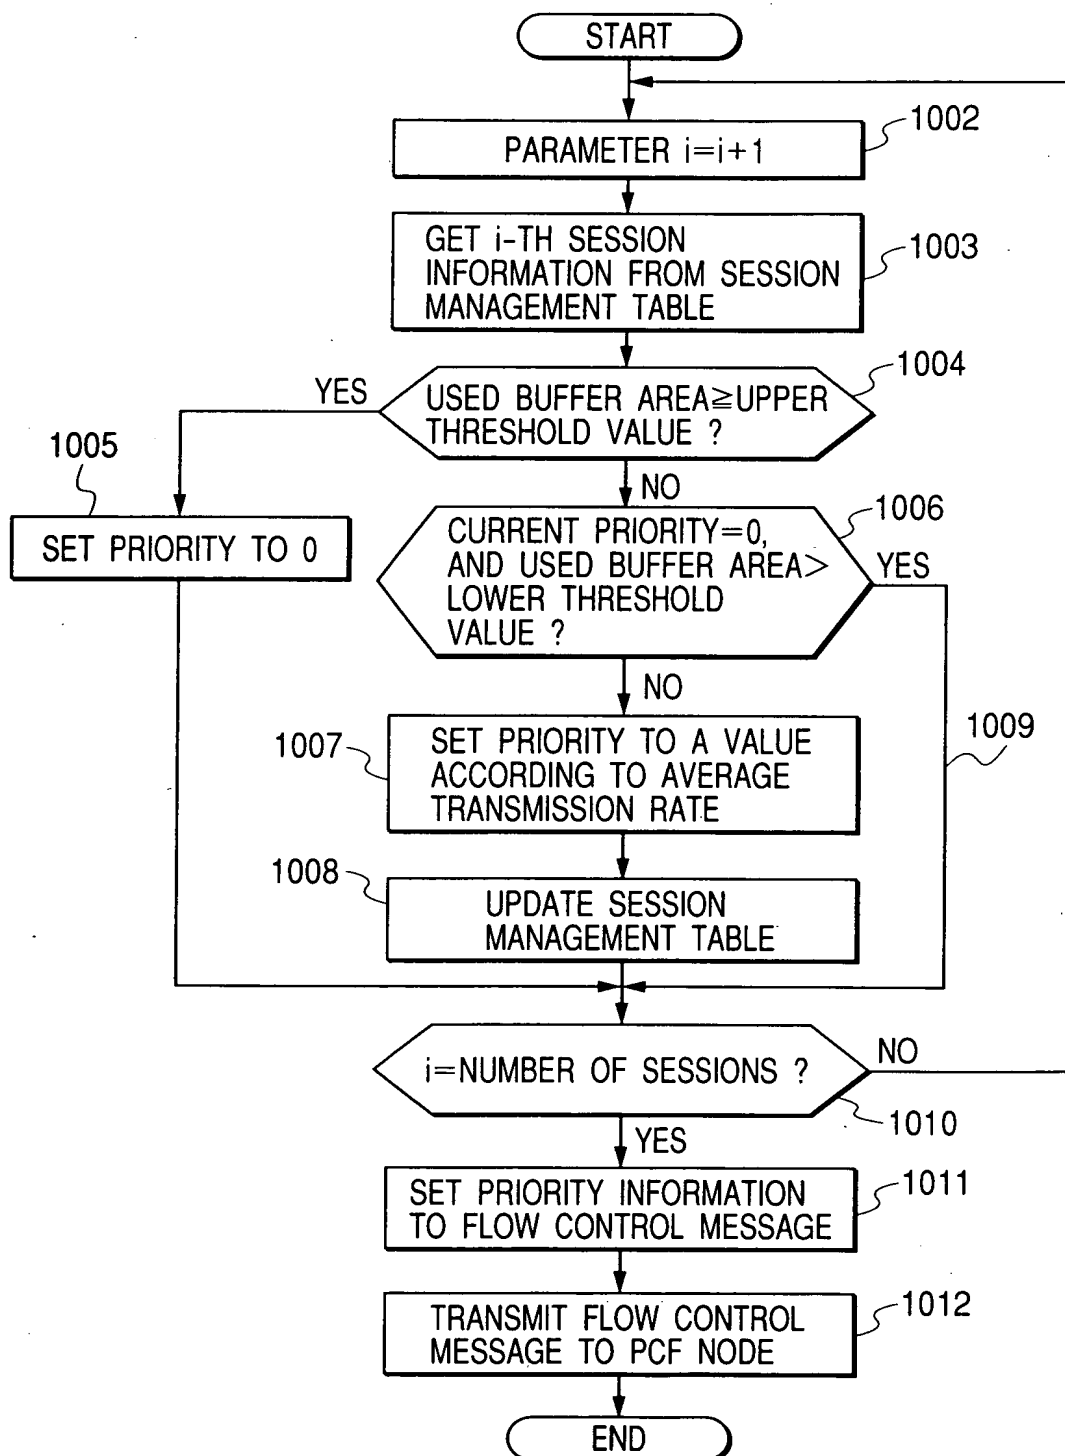 START
1002
PARAMETER i=i+1
GET i-TH SESSION
INFORMATION FROM SESSION
MANAGEMENT TABLE
1003
1004
YES
USED BUFFER AREA≧UPPER
THRESHOLD VALUE ?
1005
NO
SET PRIORITY TO 0
1006
CURRENT PRIORITY=0,
AND USED BUFFER AREA>
LOWER THRESHOLD
VALUE ?
YES
NO
1007
SET PRIORITY TO A VALUE
ACCORDING TO AVERAGE
TRANSMISSION RATE
1009
1008
UPDATE SESSION
MANAGEMENT TABLE
i=NUMBER OF SESSIONS ?
NO
1010
YES
SET PRIORITY INFORMATION
TO FLOW CONTROL MESSAGE
1011
TRANSMIT FLOW CONTROL
MESSAGE TO PCF NODE
1012
END